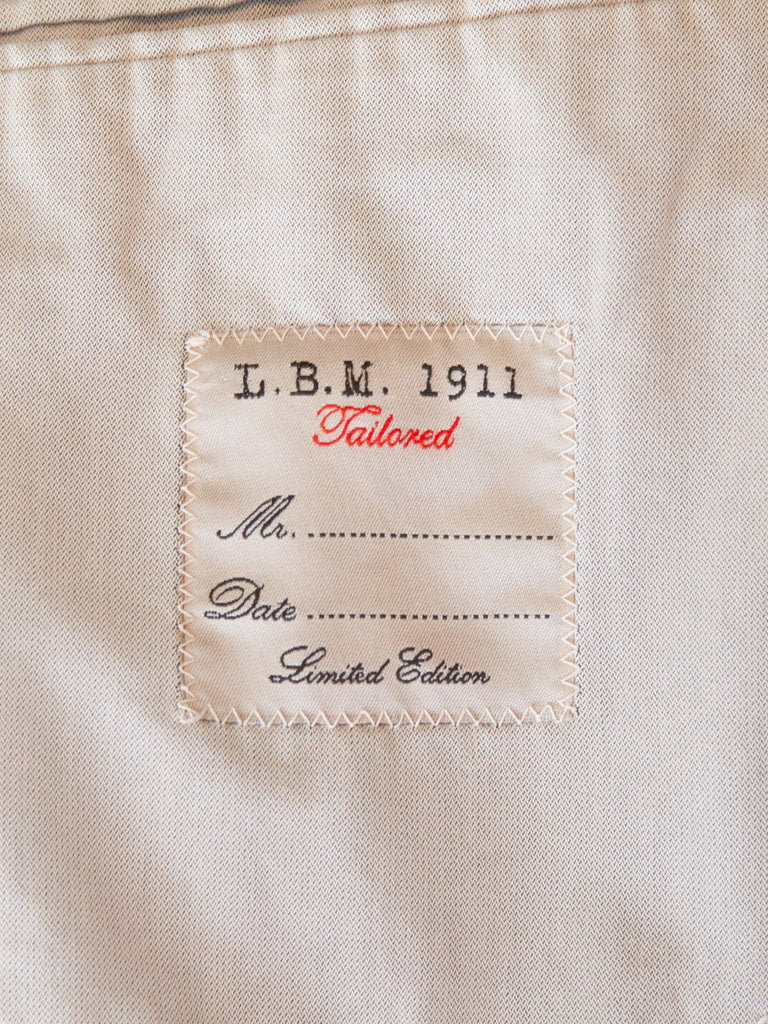 L.B.M. 1911
Tailored
Mr. ........................
Date ........................
Limited Edition